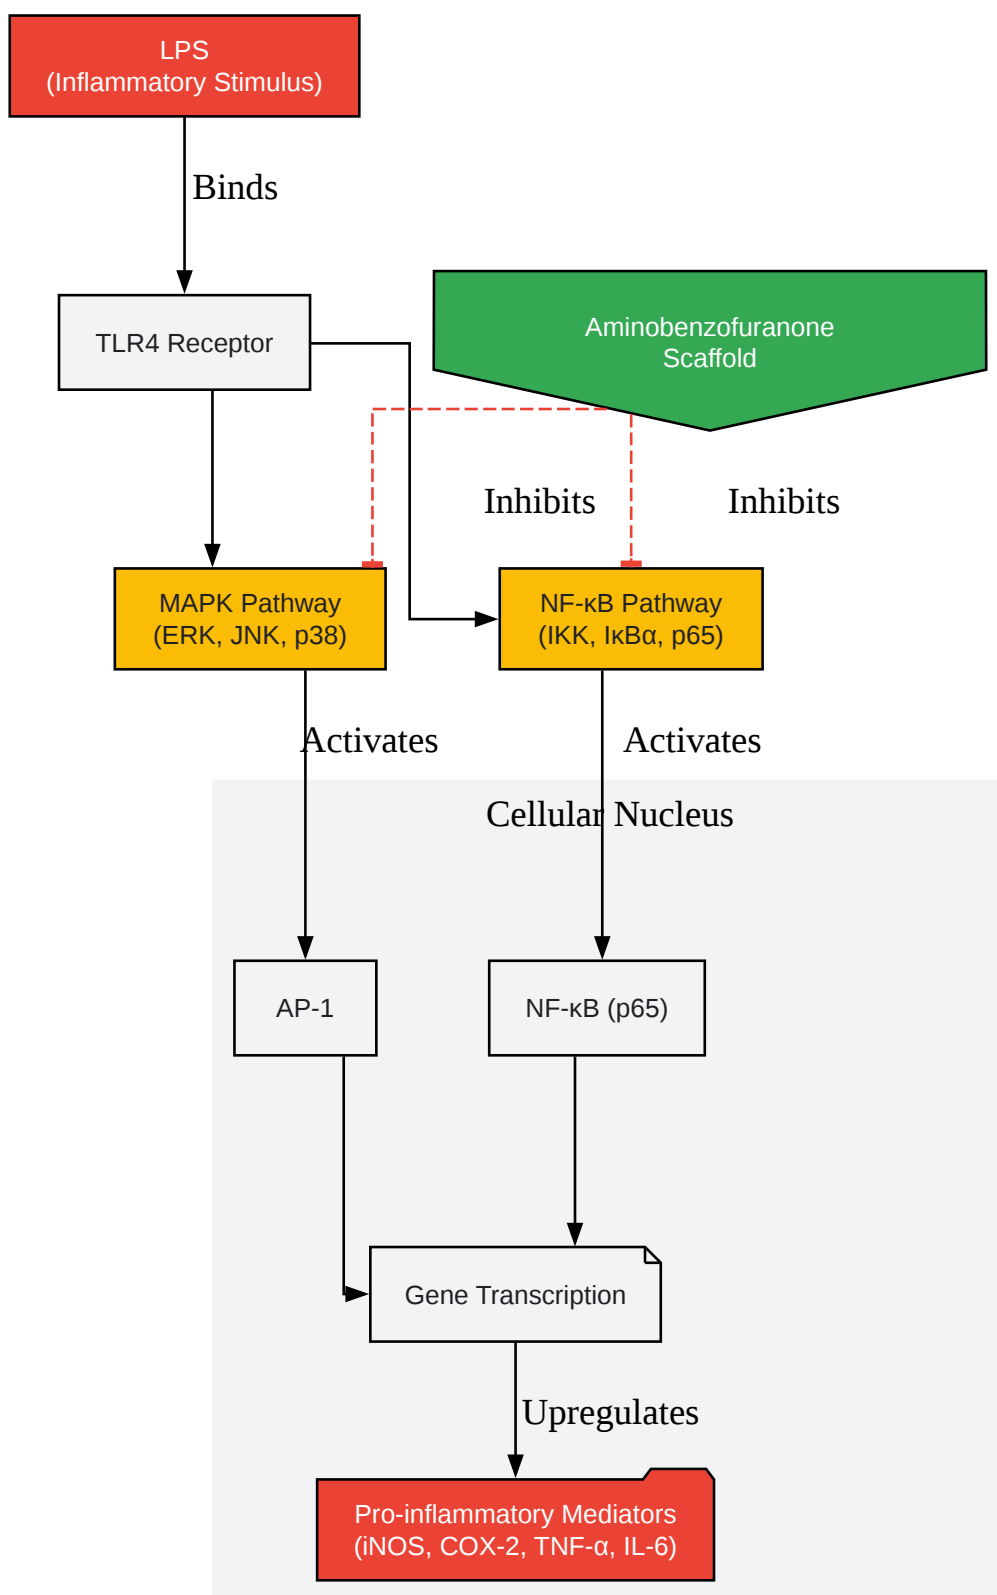 LPS
(Inflammatory Stimulus)
Binds
TLR4 Receptor
Aminobenzofuranone
Scaffold
Inhibits
Inhibits
MAPK Pathway
(ERK, JNK, p38)
NF-κB Pathway
(IKK, IκBα, p65)
Activates
Activates
Cellular Nucleus
AP-1
NF-κB (p65)
Gene Transcription
Upregulates
Pro-inflammatory Mediators
(iNOS, COX-2, TNF-α, IL-6)